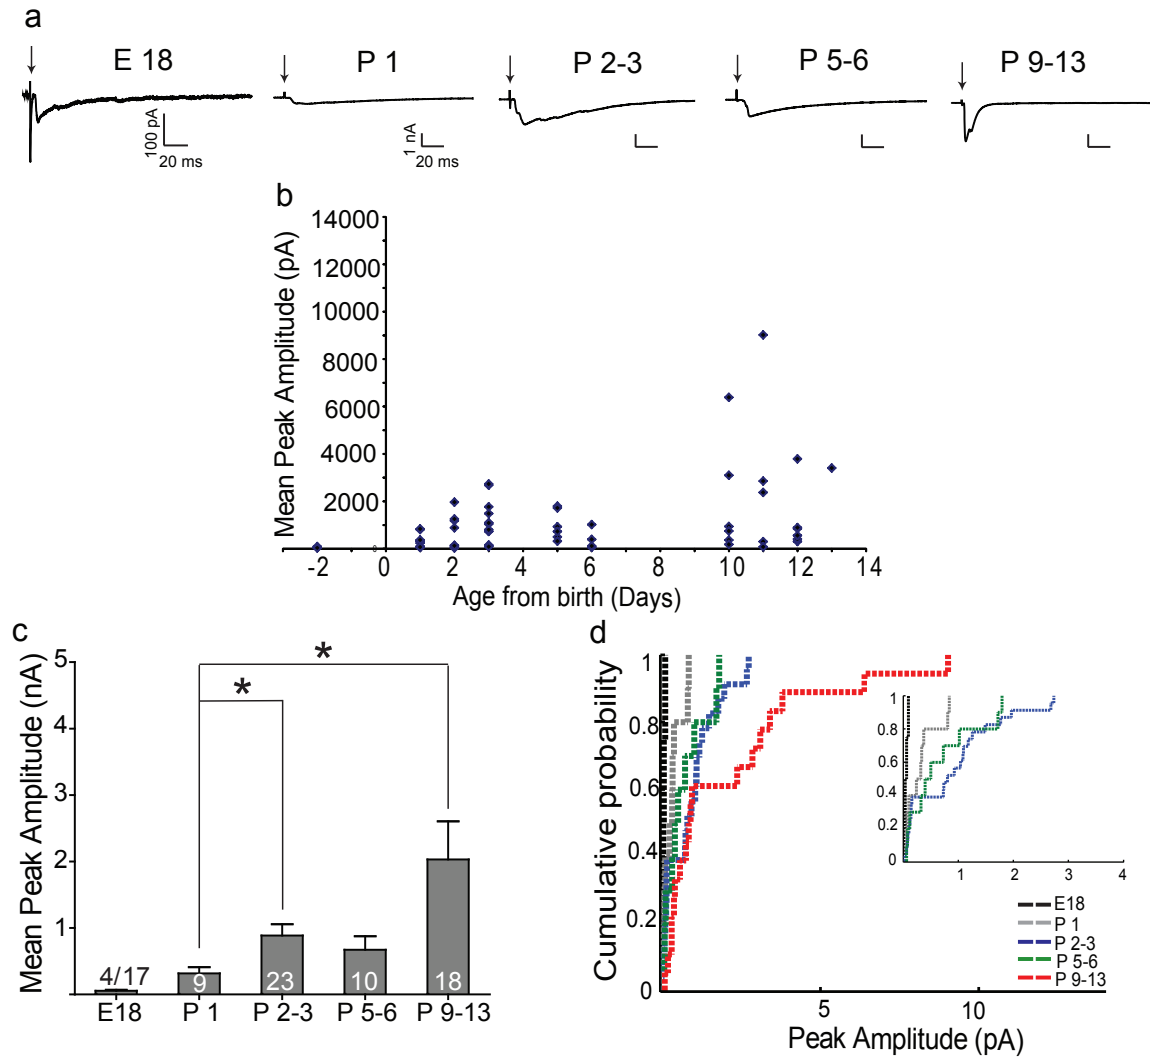 a
E 18
P 1
P 2-3
P 5-6
P 9-13
100 pA
20 ms
1 nA
20 ms
b
Mean Peak Amplitude (pA)
14000
12000
10000
8000
6000
4000
2000
0
-2
0
2
4
6
8
10
12
14
Age from birth (Days)
c
Mean Peak Amplitude (nA)
5
4
3
2
1
*
*
4/17
9
23
10
18
E18
P 1
P 2-3
P 5-6
P 9-13
d
Cumulative probability
1
0.8
0.6
0.4
0.2
0
5
10
Peak Amplitude (pA)
1
0.8
0.6
0.4
0.2
0
1
2
3
4
E18
P 1
P 2-3
P 5-6
P 9-13